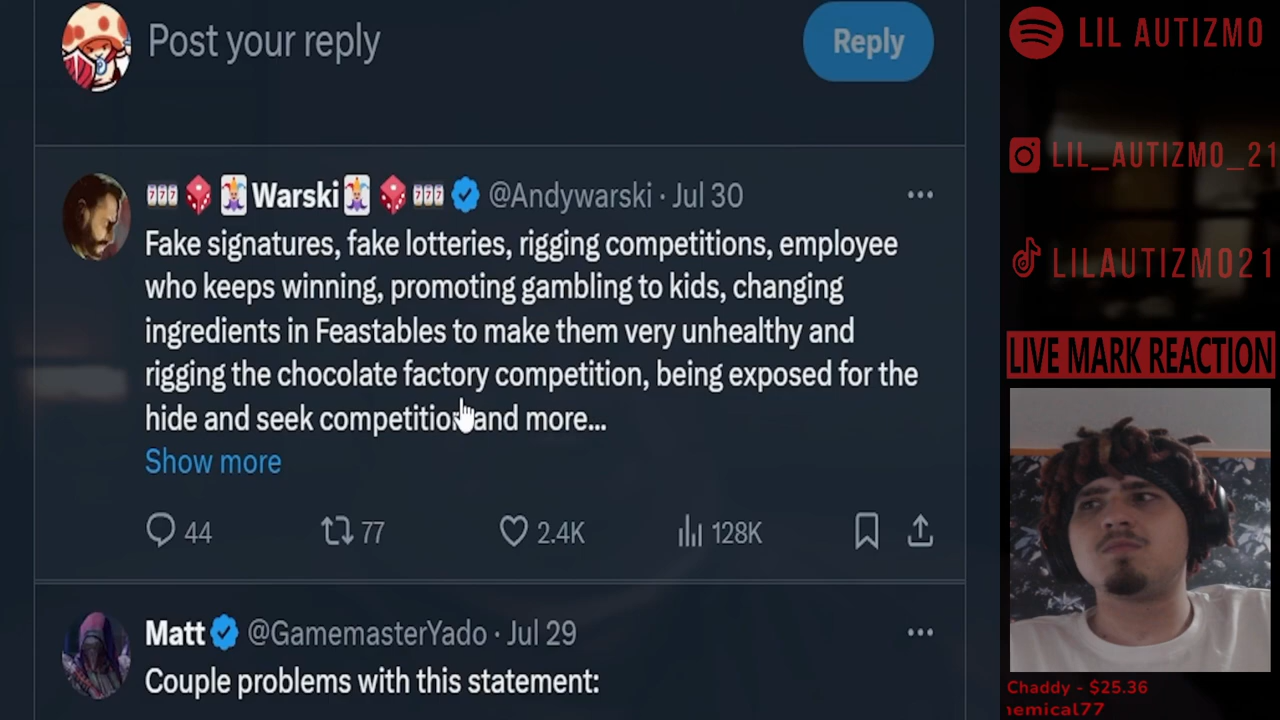 Post your reply
Reply
Warski @Andywarski · Jul 30
Fake signatures, fake lotteries, rigging competitions, employee
who keeps winning, promoting gambling to kids, changing
ingredients in Feastables to make them very unhealthy and
rigging the chocolate factory competition, being exposed for the
hide and seek competition and more...
Show more
44 77 2.4K 128K
Matt @GamemasterYado · Jul 29
Couple problems with this statement:
LIL AUTIZMO
LIL_AUTIZMO_21
LILAUTIZMO21
LIVE MARK REACTION
Chaddy - $25.36
hemical77